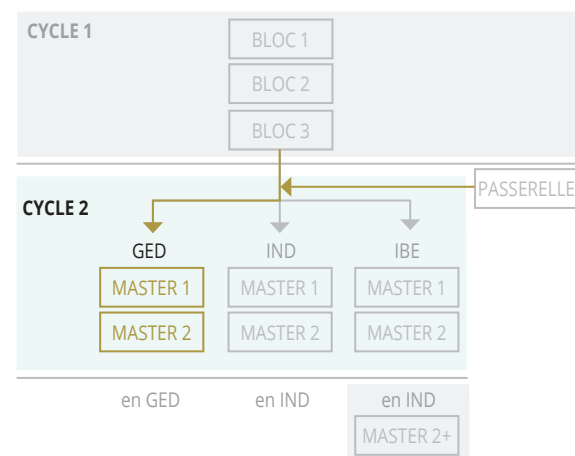 CYCLE 1
BLOC 1
BLOC 2
BLOC 3
PASSERELLE
CYCLE 2
GED IND IBE
MASTER 1 MASTER 1 MASTER 1
MASTER 2 MASTER 2 MASTER 2
en GED en IND en IND
MASTER 2+